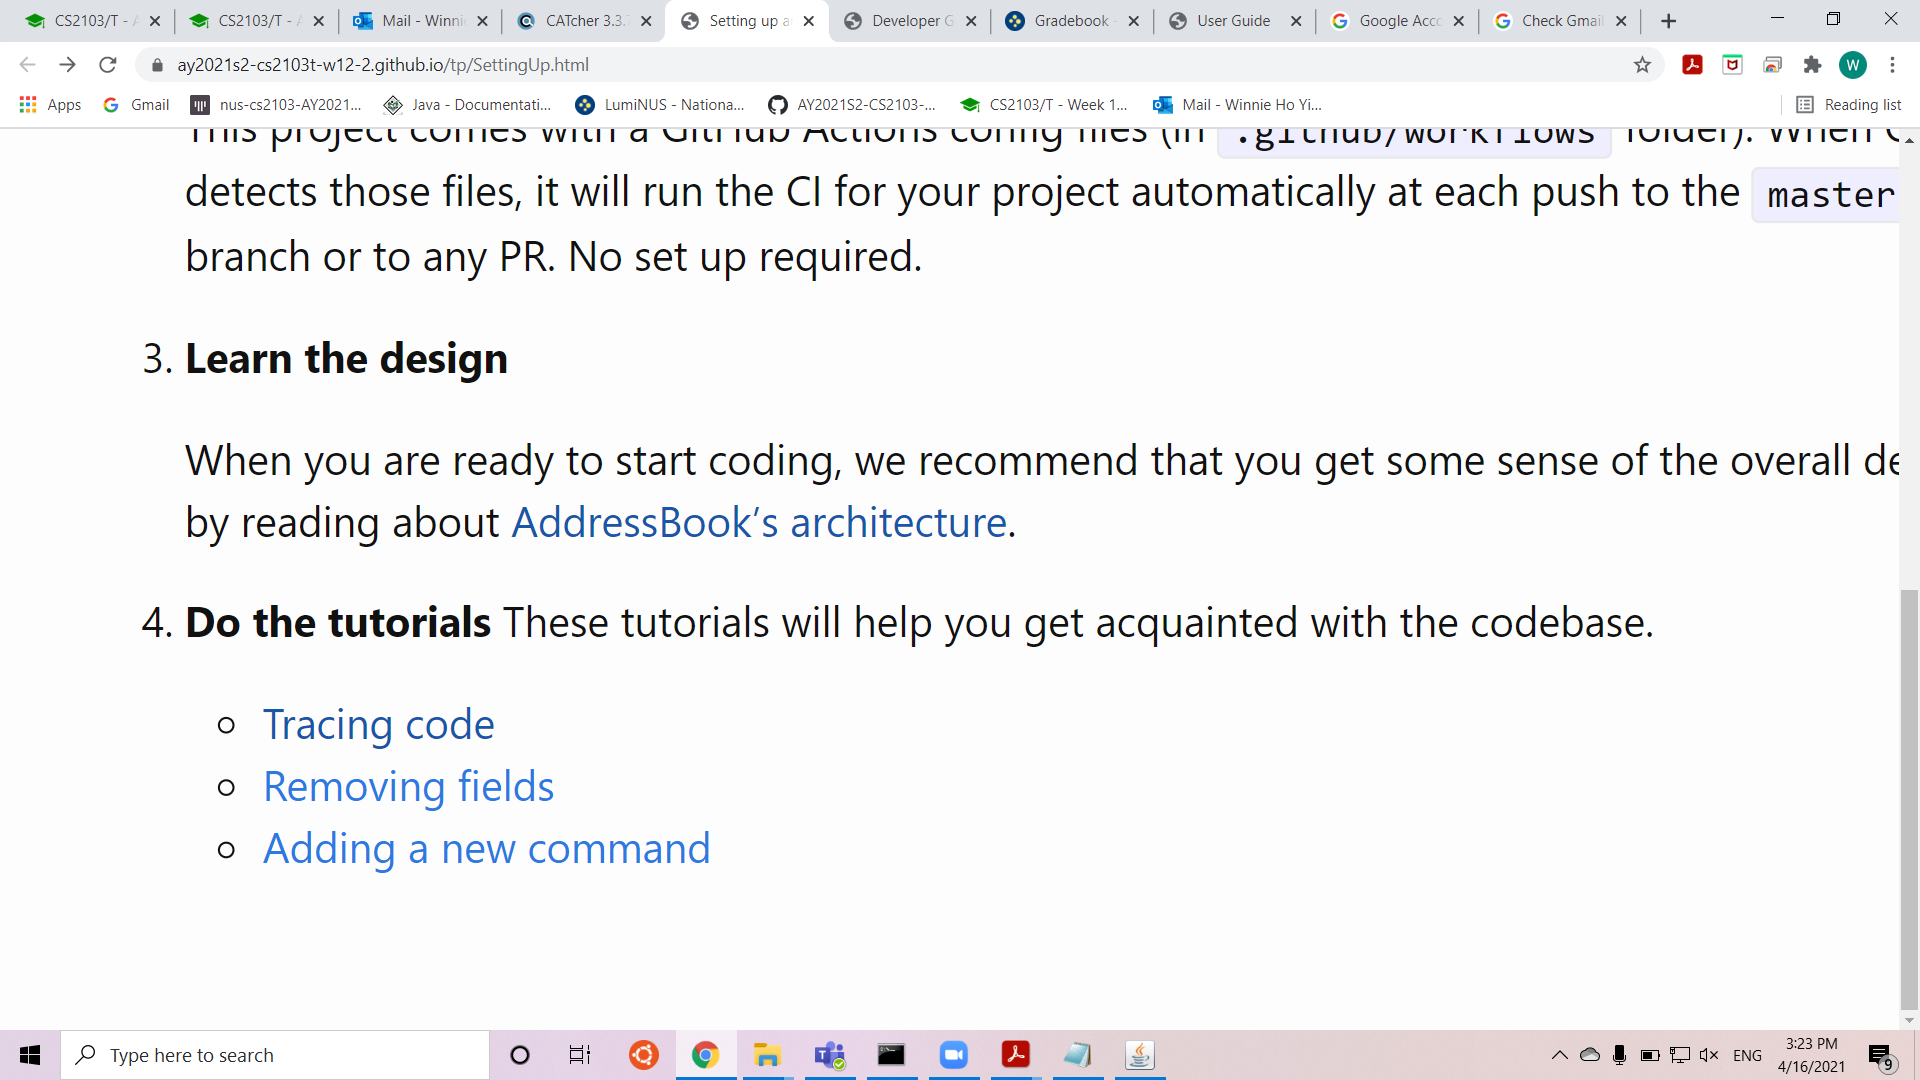 CS2103/T - A
CS2103/T - A
Mail - Winnie
CATcher 3.3.
Setting up a
Developer G
Gradebook -
User Guide
Google Acco
Check Gmail
ay2021s2-cs2103t-w12-2.github.io/tp/SettingUp.html
W
Apps
Gmail
nus-cs2103-AY2021...
Java - Documentati...
LumiNUS - Nationa...
AY2021S2-CS2103-...
CS2103/T - Week 1...
Mail - Winnie Ho Yi...
Reading list
This project comes with a GitHub Actions config files (in .github/workflows folder). When G
detects those files, it will run the CI for your project automatically at each push to the master
branch or to any PR. No set up required.
3. Learn the design
When you are ready to start coding, we recommend that you get some sense of the overall de
by reading about AddressBook’s architecture.
4. Do the tutorials These tutorials will help you get acquainted with the codebase.
Tracing code
Removing fields
Adding a new command
Type here to search
ENG
3:23 PM
4/16/2021
9